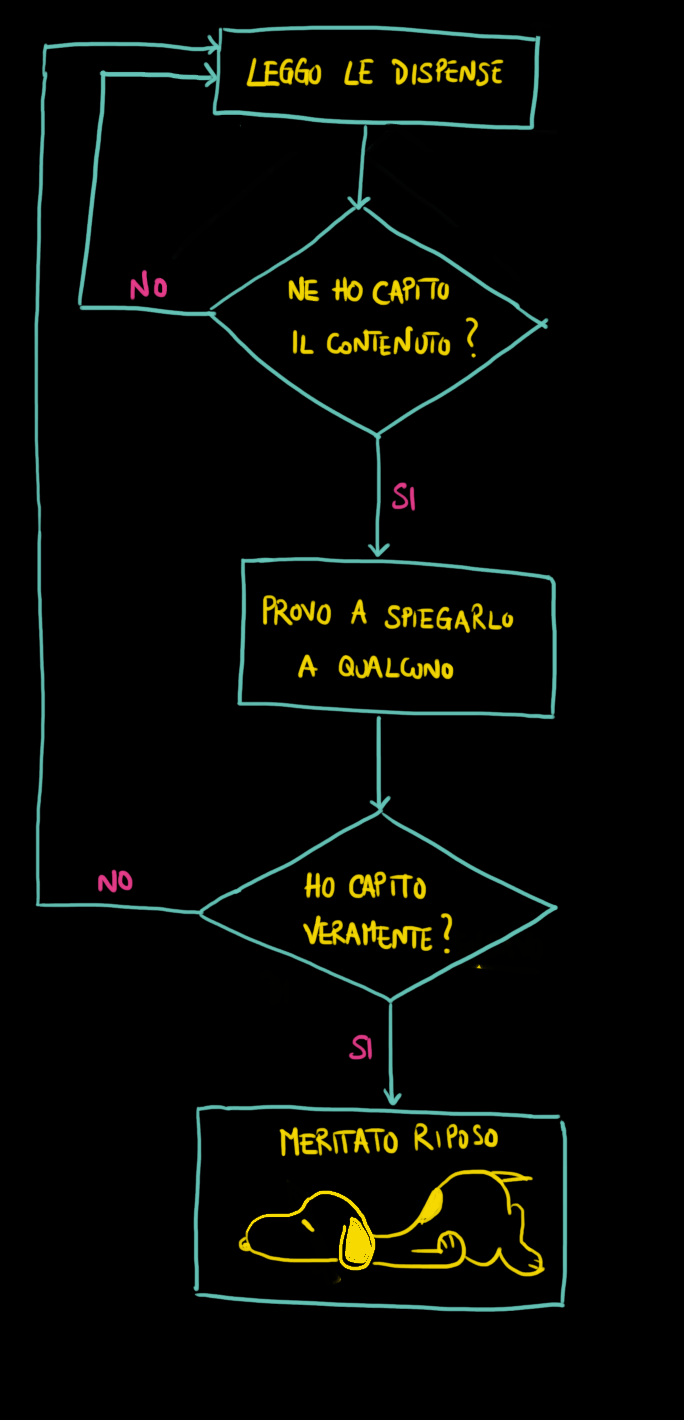 LEGGO LE DISPENSE
NE HO CAPITO
IL CONTENUTO?
NO
SI
PROVO A SPIEGARLO
A QUALCUNO
HO CAPITO
VERAMENTE?
NO
SI
MERITATO RIPOSO